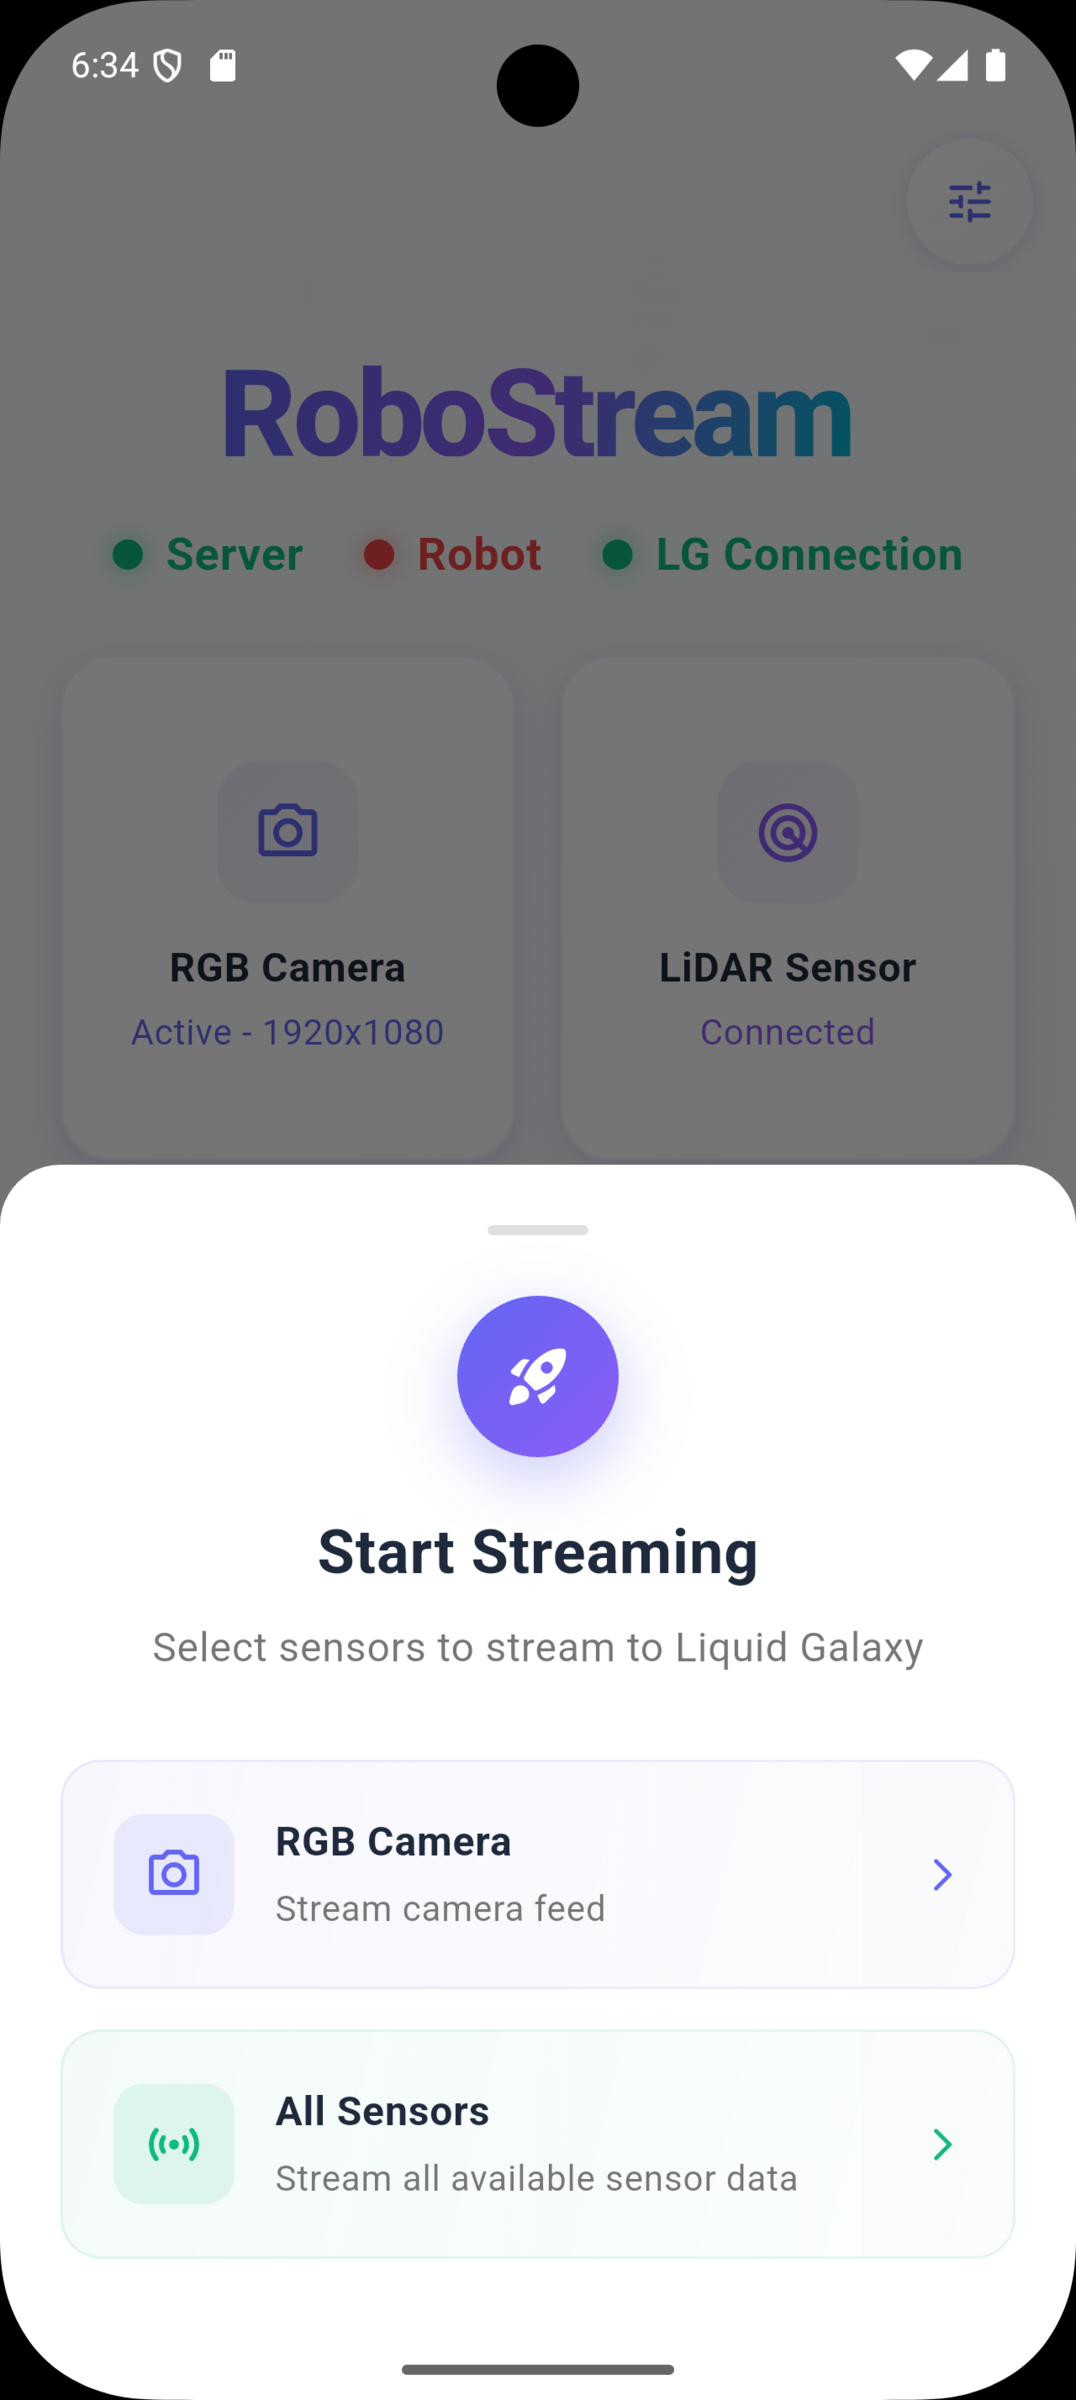 6:34
RoboStream
Server Robot LG Connection
RGB Camera LiDAR Sensor
Active - 1920x1080 Connected
Start Streaming
Select sensors to stream to Liquid Galaxy
RGB Camera
Stream camera feed
All Sensors
Stream all available sensor data